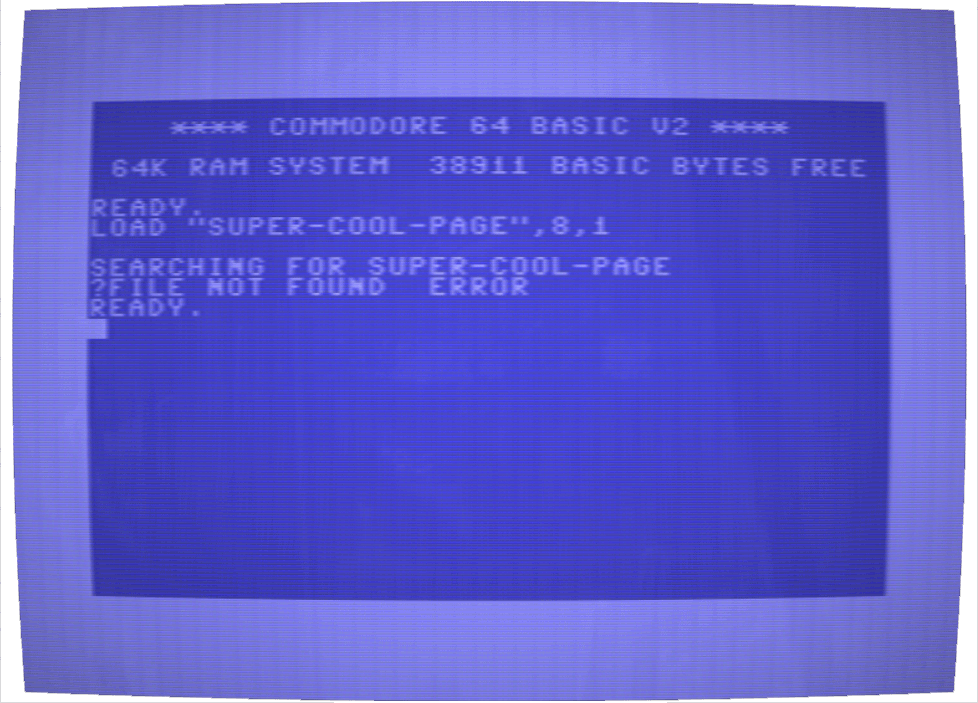 **** COMMODORE 64 BASIC V2 ****
64K RAM SYSTEM  38911 BASIC BYTES FREE
READY.
LOAD "SUPER-COOL-PAGE",8,1
SEARCHING FOR SUPER-COOL-PAGE
?FILE NOT FOUND  ERROR
READY.